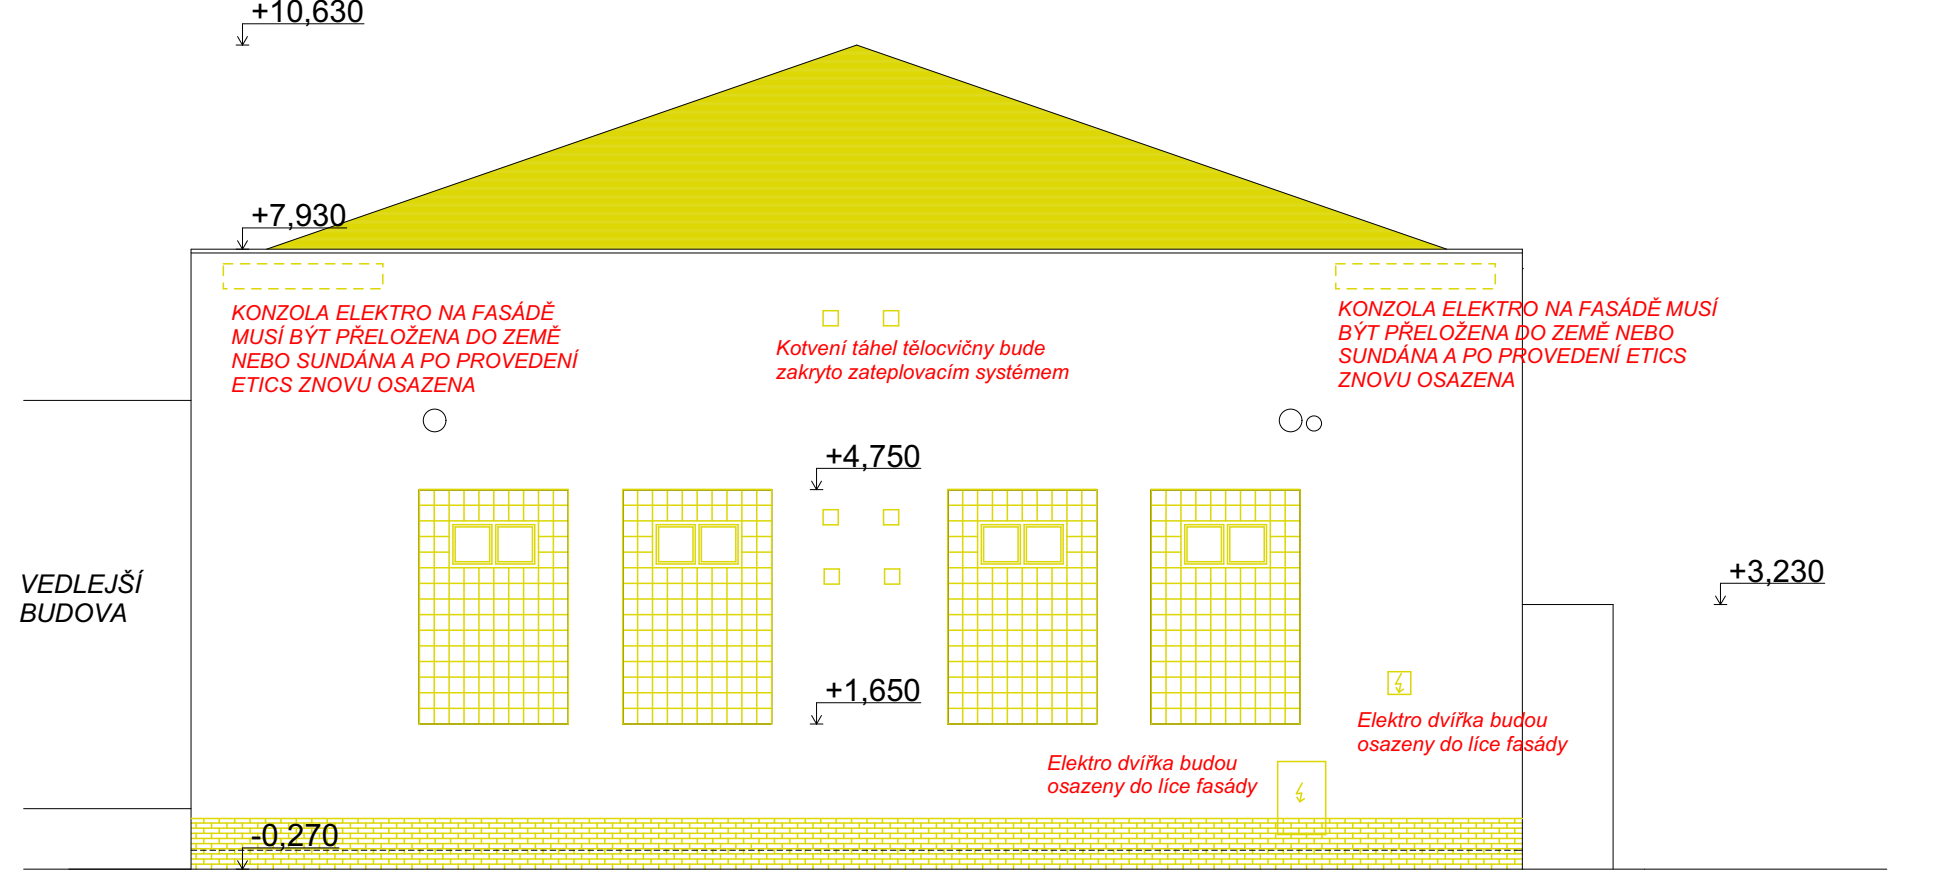 +10,630
+7,930
KONZOLA ELEKTRO NA FASÁDĚ
MUSÍ BÝT PŘELOŽENA DO ZEMĚ
NEBO SUNDÁNA A PO PROVEDENÍ
ETICS ZNOVU OSAZENA
Kotvení táhel tělocvičny bude
zakryto zateplovacím systémem
KONZOLA ELEKTRO NA FASÁDĚ MUSÍ
BÝT PŘELOŽENA DO ZEMĚ NEBO
SUNDÁNA A PO PROVEDENÍ ETICS
ZNOVU OSAZENA
+4,750
VEDLEJŠÍ
BUDOVA
+3,230
+1,650
Elektro dvířka budou
osazeny do líce fasády
Elektro dvířka budou
osazeny do líce fasády
-0,270